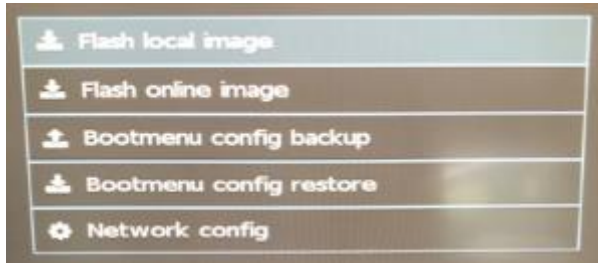 Flash local image
Flash online image
Bootmenu config backup
Bootmenu config restore
Network config